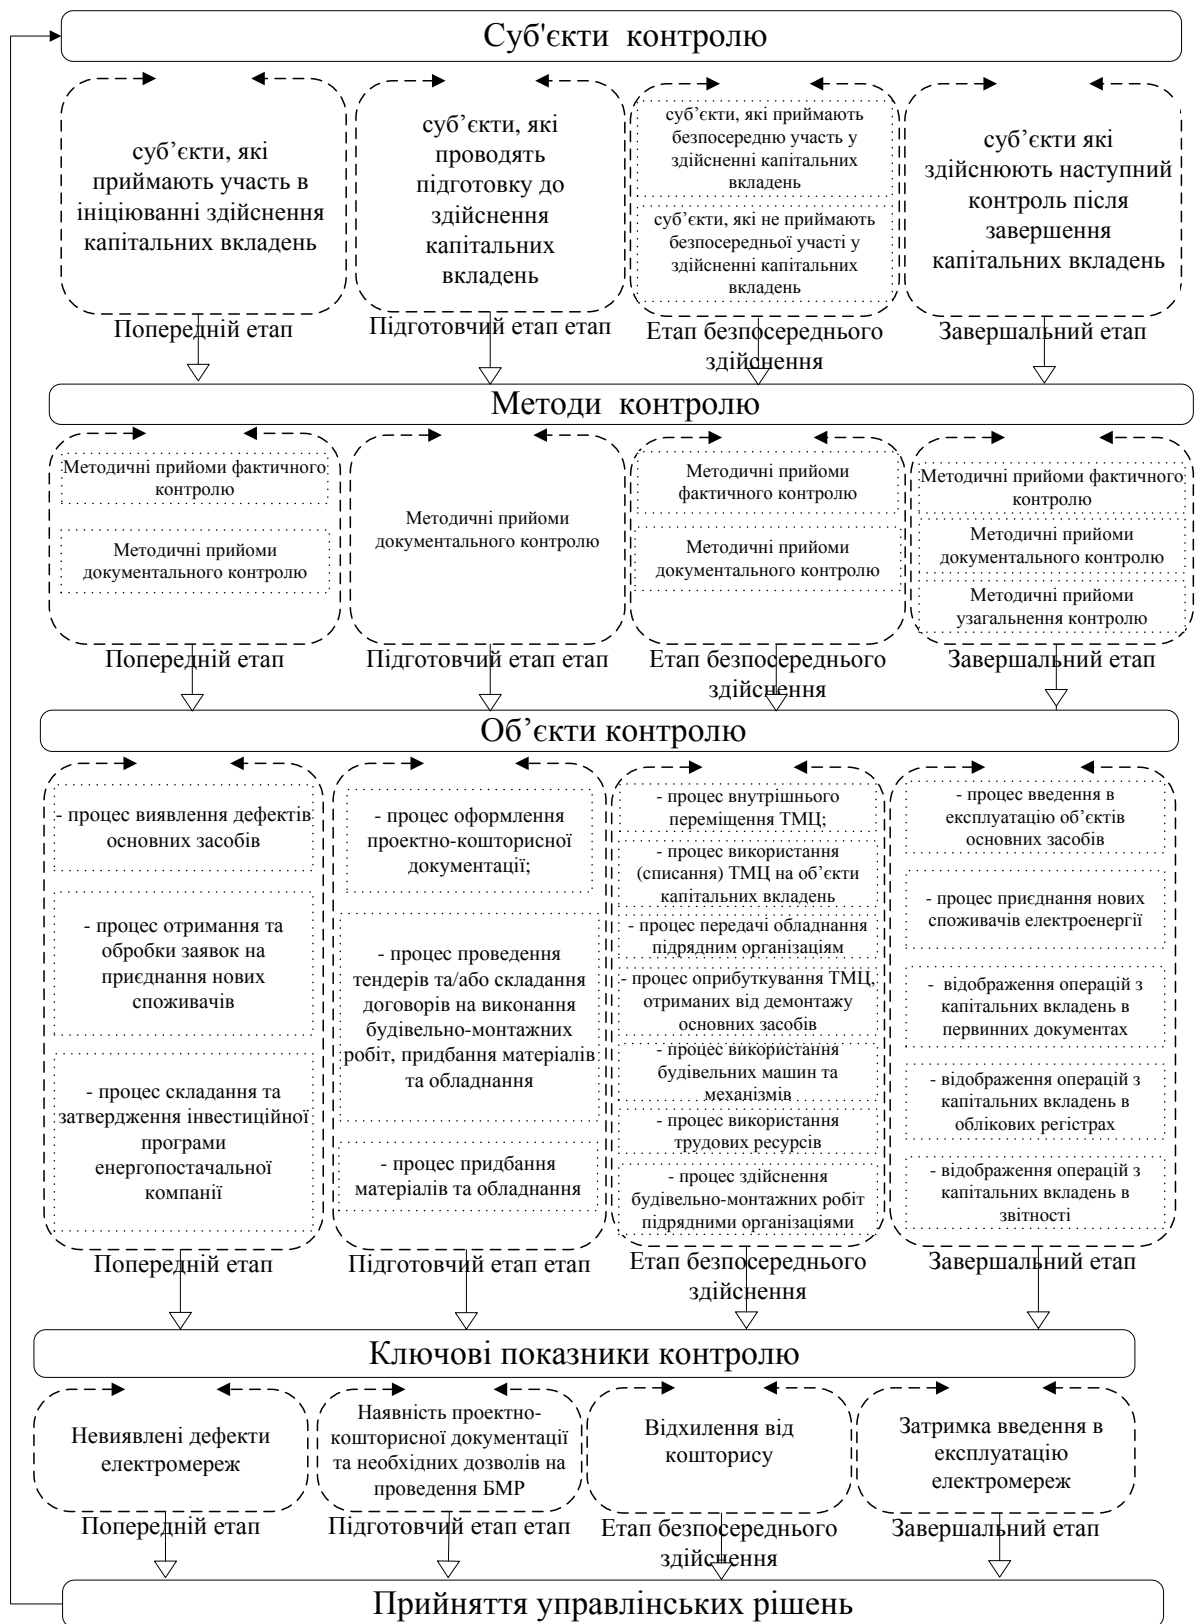 Суб'єкти контролю
суб’єкти, які
приймають участь в
ініціюванні здійснення
капітальних вкладень
Попередній етап
суб’єкти, які
проводять
підготовку до
здійснення
капітальних
вкладень
Підготовчий етап етап
суб’єкти, які приймають
безпосередню участь у
здійсненні капітальних
вкладень
суб’єкти, які не приймають
безпосередньої участі у
здійсненні капітальних
вкладень
Етап безпосереднього
здійснення
суб’єкти які
здійснюють наступний
контроль після
завершення
капітальних вкладень
Завершальний етап
Методи контролю
Методичні прийоми фактичного
контролю
Методичні прийоми
документального контролю
Попередній етап
Методичні прийоми
документального контролю
Підготовчий етап етап
Методичні прийоми
фактичного контролю
Методичні прийоми
документального контролю
Етап безпосереднього
здійснення
Методичні прийоми фактичного
контролю
Методичні прийоми
документального контролю
Методичні прийоми
узагальнення контролю
Завершальний етап
Об’єкти контролю
- процес виявлення дефектів
основних засобів
- процес отримання та
обробки заявок на
приєднання нових
споживачів
- процес складання та
затвердження інвестиційної
програми
енергопостачальної
компанії
Попередній етап
- процес оформлення
проектно-кошторисної
документації;
- процес проведення
тендерів та/або складання
договорів на виконання
будівельно-монтажних
робіт, придбання матеріалів
та обладнання
- процес придбання
матеріалів та обладнання
Підготовчий етап етап
- процес внутрішнього
переміщення ТМЦ;
- процес використання
(списання) ТМЦ на об’єкти
капітальних вкладень
- процес передачі обладнання
підрядним організаціям
- процес оприбуткування ТМЦ,
отриманих від демонтажу
основних засобів
- процес використання
будівельних машин та
механізмів
- процес використання
трудових ресурсів
- процес здійснення
будівельно-монтажних робіт
підрядними організаціями
Етап безпосереднього
здійснення
- процес введення в
експлуатацію об’єктів
основних засобів
- процес приєднання нових
споживачів електроенергії
- відображення операцій з
капітальних вкладень в
первинних документах
- відображення операцій з
капітальних вкладень в
облікових регістрах
- відображення операцій з
капітальних вкладень в
звітності
Завершальний етап
Ключові показники контролю
Невиявлені дефекти
електромереж
Попередній етап
Наявність проектно-
кошторисної документації
та необхідних дозволів на
проведення БМР
Підготовчий етап етап
Відхилення від
кошторису
Етап безпосереднього
здійснення
Затримка введення в
експлуатацію
електромереж
Завершальний етап
Прийняття управлінських рішень